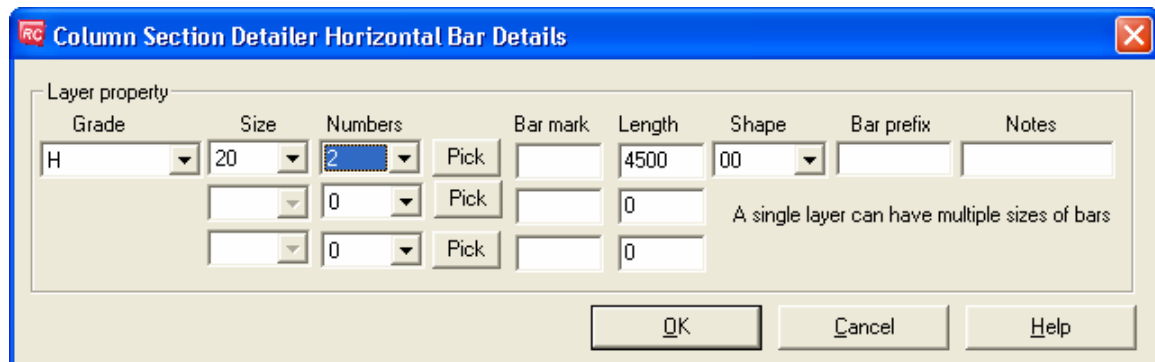 RC Column Section Detailer Horizontal Bar Details
Layer property
Grade Size Numbers Bar mark Length Shape Bar prefix Notes
H 20 2 Pick 4500 00
0 Pick 0 A single layer can have multiple sizes of bars
0 Pick 0
OK Cancel Help